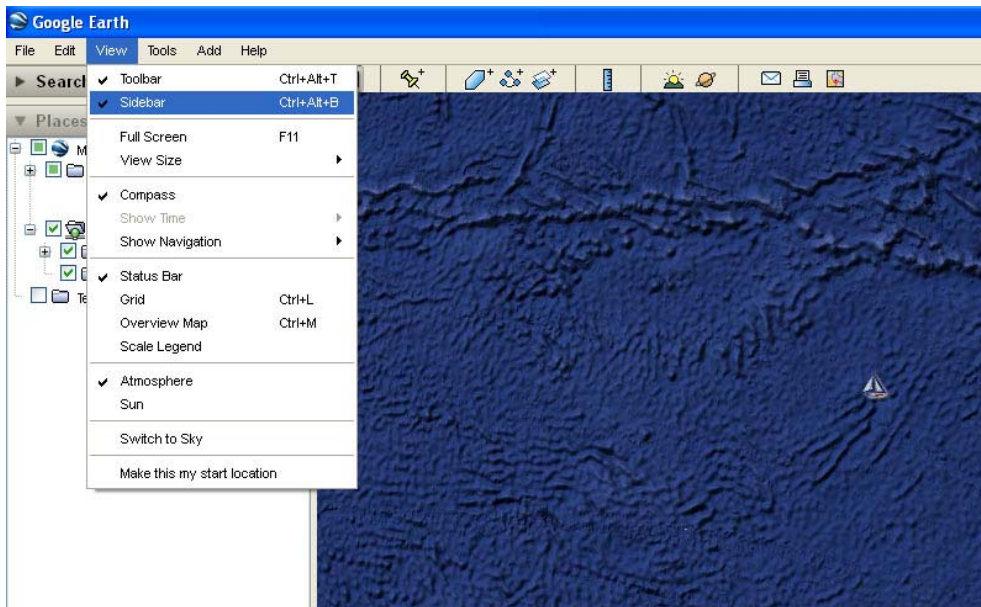 Google Earth
File Edit View Tools Add Help
Search
Toolbar Ctrl+Alt+T
Sidebar Ctrl+Alt+B
Places
Full Screen F11
M
View Size
Compass
Show Time
Show Navigation
Status Bar
Grid Ctrl+L
Te
Overview Map Ctrl+M
Scale Legend
Atmosphere
Sun
Switch to Sky
Make this my start location